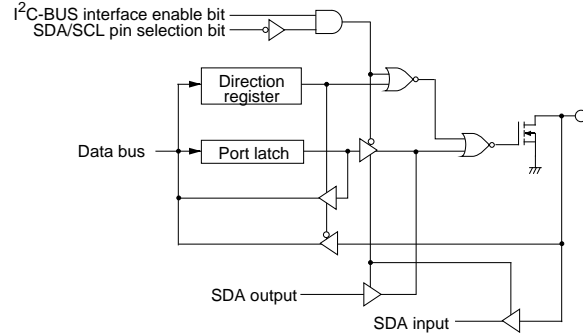 I²C-BUS interface enable bit
SDA/SCL pin selection bit
Direction
register
Data bus
Port latch
SDA output
SDA input